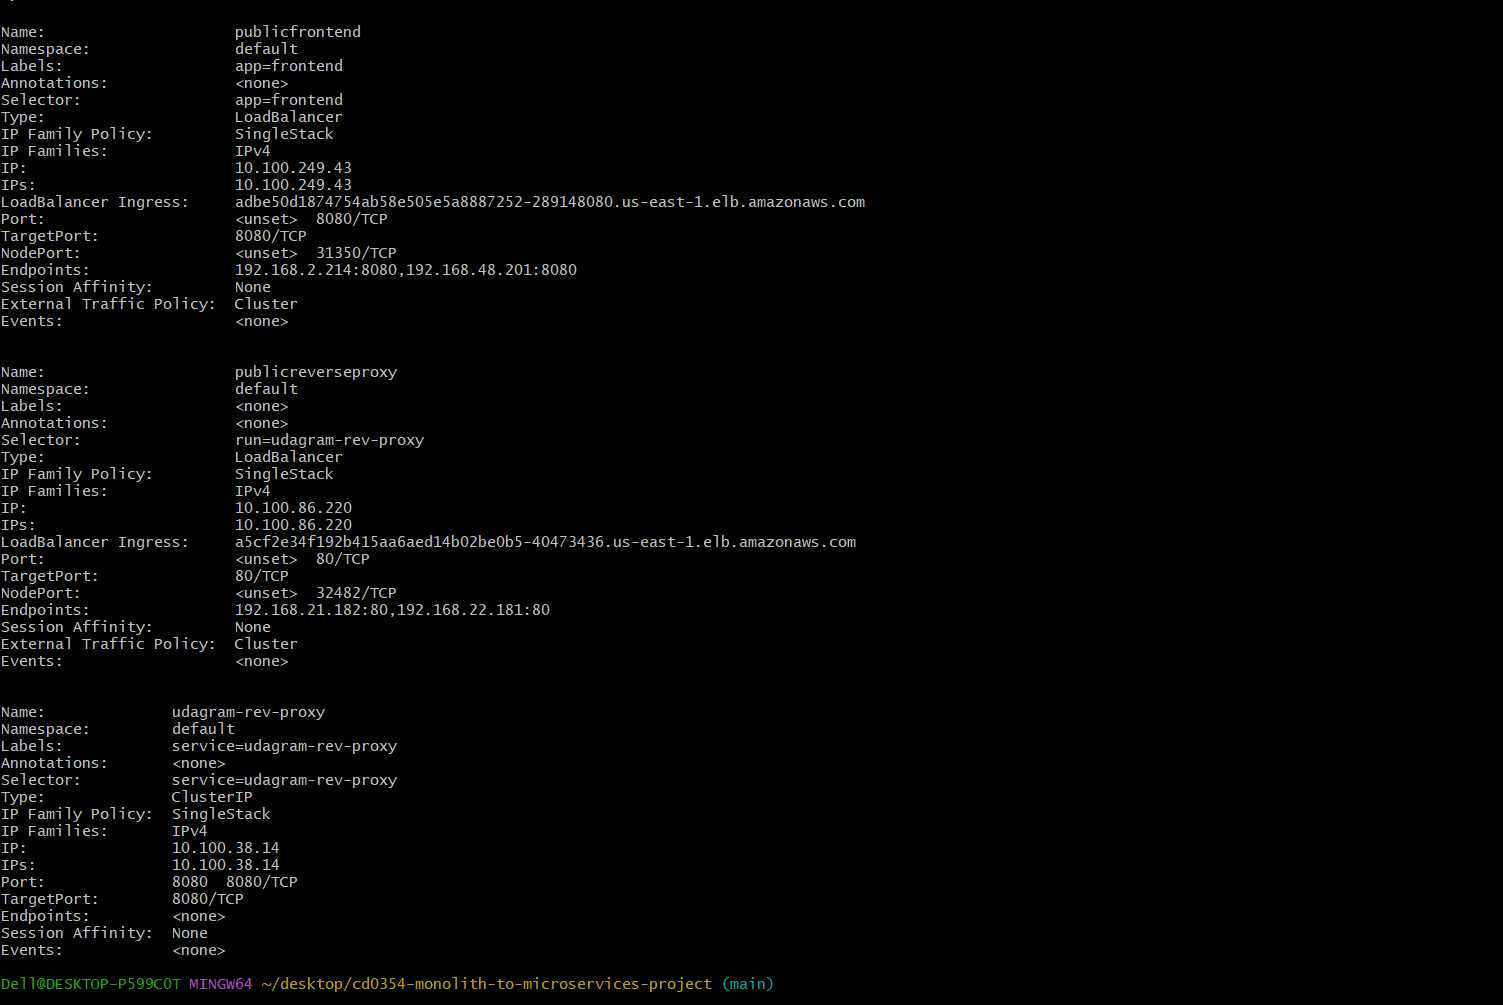 Name: publicfrontend
Namespace: default
Labels: app=frontend
Annotations: <none>
Selector: app=frontend
Type: LoadBalancer
IP Family Policy: SingleStack
IP Families: IPv4
IP: 10.100.249.43
IPs: 10.100.249.43
LoadBalancer Ingress: adbe50d1874754ab58e505e5a8887252-289148080.us-east-1.elb.amazonaws.com
Port: <unset> 8080/TCP
TargetPort: 8080/TCP
NodePort: <unset> 31350/TCP
Endpoints: 192.168.2.214:8080,192.168.48.201:8080
Session Affinity: None
External Traffic Policy: Cluster
Events: <none>
Name: publicreverseproxy
Namespace: default
Labels: <none>
Annotations: <none>
Selector: run=udagram-rev-proxy
Type: LoadBalancer
IP Family Policy: SingleStack
IP Families: IPv4
IP: 10.100.86.220
IPs: 10.100.86.220
LoadBalancer Ingress: a5cf2e34f192b415aa6aed14b02be0b5-40473436.us-east-1.elb.amazonaws.com
Port: <unset> 80/TCP
TargetPort: 80/TCP
NodePort: <unset> 32482/TCP
Endpoints: 192.168.21.182:80,192.168.22.181:80
Session Affinity: None
External Traffic Policy: Cluster
Events: <none>
Name: udagram-rev-proxy
Namespace: default
Labels: service=udagram-rev-proxy
Annotations: <none>
Selector: service=udagram-rev-proxy
Type: ClusterIP
IP Family Policy: SingleStack
IP Families: IPv4
IP: 10.100.38.14
IPs: 10.100.38.14
Port: 8080 8080/TCP
TargetPort: 8080/TCP
Endpoints: <none>
Session Affinity: None
Events: <none>
Dell@DESKTOP-P599COT MINGW64 ~/desktop/cd0354-monolith-to-microservices-project (main)